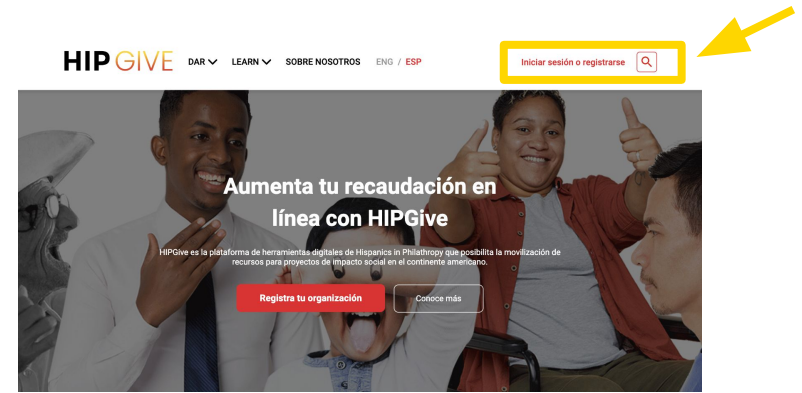 HIPGIVE DAR LEARN SOBRE NOSOTROS ENG / ESP Iniciar sesión o registrarse
Aumenta tu recaudación en
línea con HIPGive
HIPGive es la plataforma de herramientas digitales de Hispanics in Philathropy que posibilita la movilización de
recursos para proyectos de impacto social en el continente americano.
Registra tu organización Conoce más